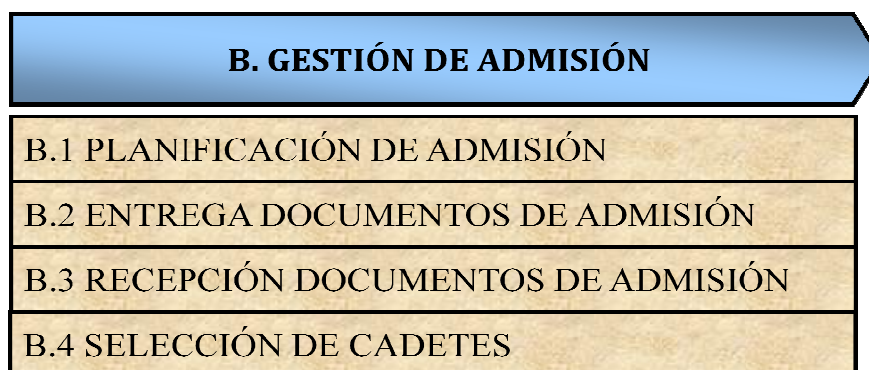 B. GESTIÓN DE ADMISIÓN
B.1 PLANIFICACIÓN DE ADMISIÓN
B.2 ENTREGA DOCUMENTOS DE ADMISIÓN
B.3 RECEPCIÓN DOCUMENTOS DE ADMISIÓN
B.4 SELECCIÓN DE CADETES